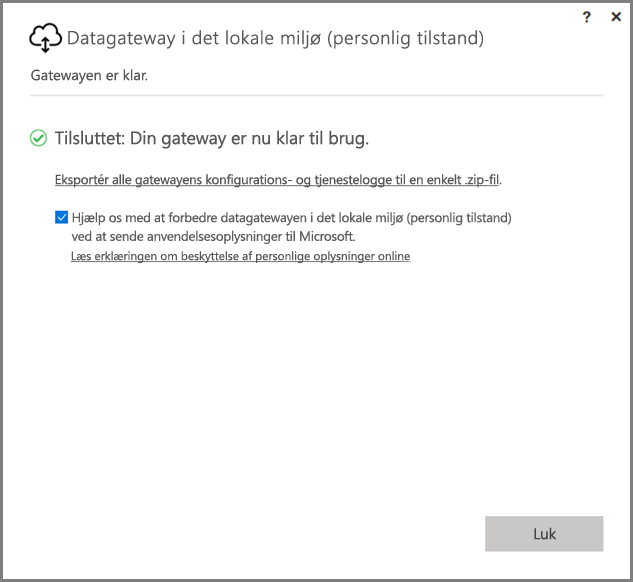 ?
Datagateway i det lokale miljø (personlig tilstand)
Gatewayen er klar.
Tilsluttet: Din gateway er nu klar til brug.
Eksportér alle gatewayens konfigurations- og tjenestelogge til en enkelt .zip-fil.
Hjælp os med at forbedre datagatewayen i det lokale miljø (personlig tilstand)
ved at sende anvendelsesoplysninger til Microsoft.
Læs erklæringen om beskyttelse af personlige oplysninger online
Luk